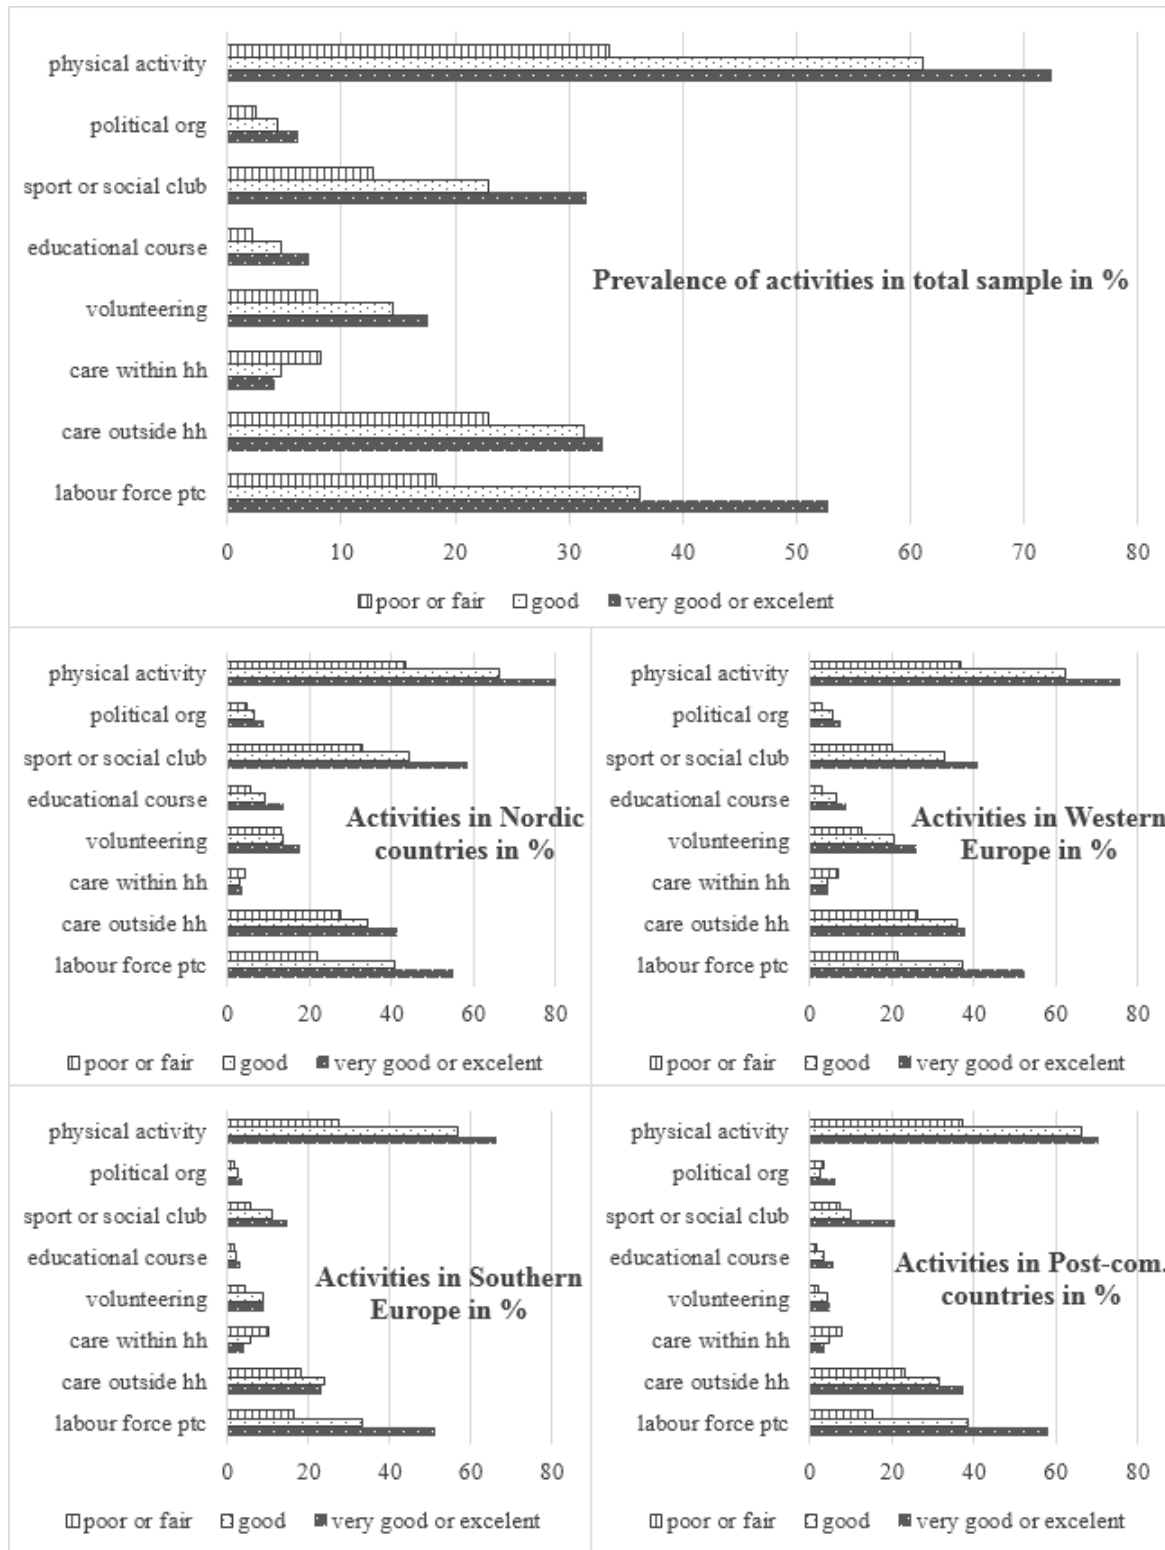 physical activity
political org
sport or social club
educational course
Prevalence of activities in total sample in %
volunteering
care within hh
care outside hh
labour force ptc
0 10 20 30 40 50 60 70 80
poor or fair good very good or excelent
physical activity
political org
sport or social club
educational course
Activities in Nordic
countries in %
volunteering
care within hh
care outside hh
labour force ptc
0 20 40 60 80
poor or fair good very good or excelent
physical activity
political org
sport or social club
educational course
Activities in Western
Europe in %
volunteering
care within hh
care outside hh
labour force ptc
0 20 40 60 80
poor or fair good very good or excelent
physical activity
political org
sport or social club
educational course
Activities in Southern
Europe in %
volunteering
care within hh
care outside hh
labour force ptc
0 20 40 60 80
poor or fair good very good or excelent
physical activity
political org
sport or social club
educational course
Activities in Post-com.
countries in %
volunteering
care within hh
care outside hh
labour force ptc
0 20 40 60 80
poor or fair good very good or excelent